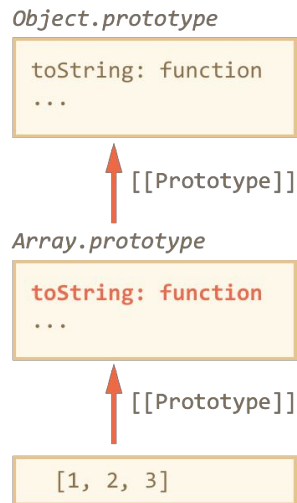 Object.prototype
toString: function
...
[[Prototype]]
Array.prototype
toString: function
...
[[Prototype]]
[1, 2, 3]